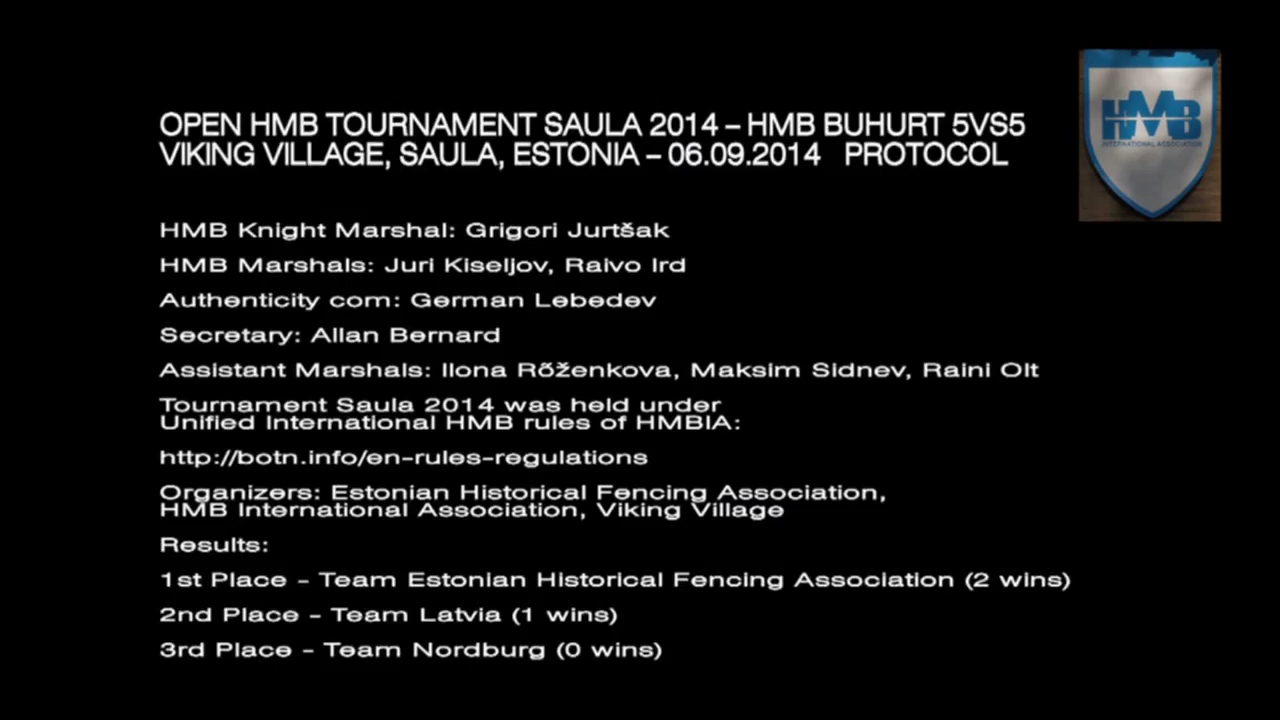 OPEN HMB TOURNAMENT SAULA 2014 – HMB BUHURT 5VS5
VIKING VILLAGE, SAULA, ESTONIA – 06.09.2014 PROTOCOL
HMB
INTERNATIONAL ASSOCIATION
HMB Knight Marshal: Grigori Jurtšak
HMB Marshals: Juri Kiseljov, Raivo Ird
Authenticity com: German Lebedev
Secretary: Allan Bernard
Assistant Marshals: Ilona Rõženkova, Maksim Sidnev, Raini Olt
Tournament Saula 2014 was held under
Unified International HMB rules of HMBIA:
http://botn.info/en-rules-regulations
Organizers: Estonian Historical Fencing Association,
HMB International Association, Viking Village
Results:
1st Place - Team Estonian Historical Fencing Association (2 wins)
2nd Place - Team Latvia (1 wins)
3rd Place - Team Nordburg (0 wins)